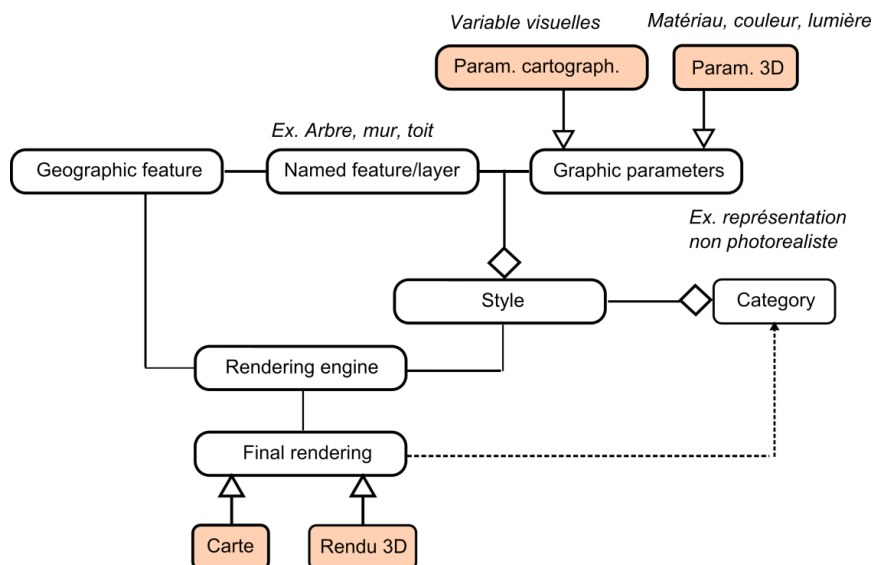 Variable visuelles
Matériau, couleur, lumière
Param. cartograph.
Param. 3D
Ex. Arbre, mur, toit
Geographic feature
Named feature/layer
Graphic parameters
Ex. représentation
non photorealiste
Style
Category
Rendering engine
Final rendering
Carte
Rendu 3D